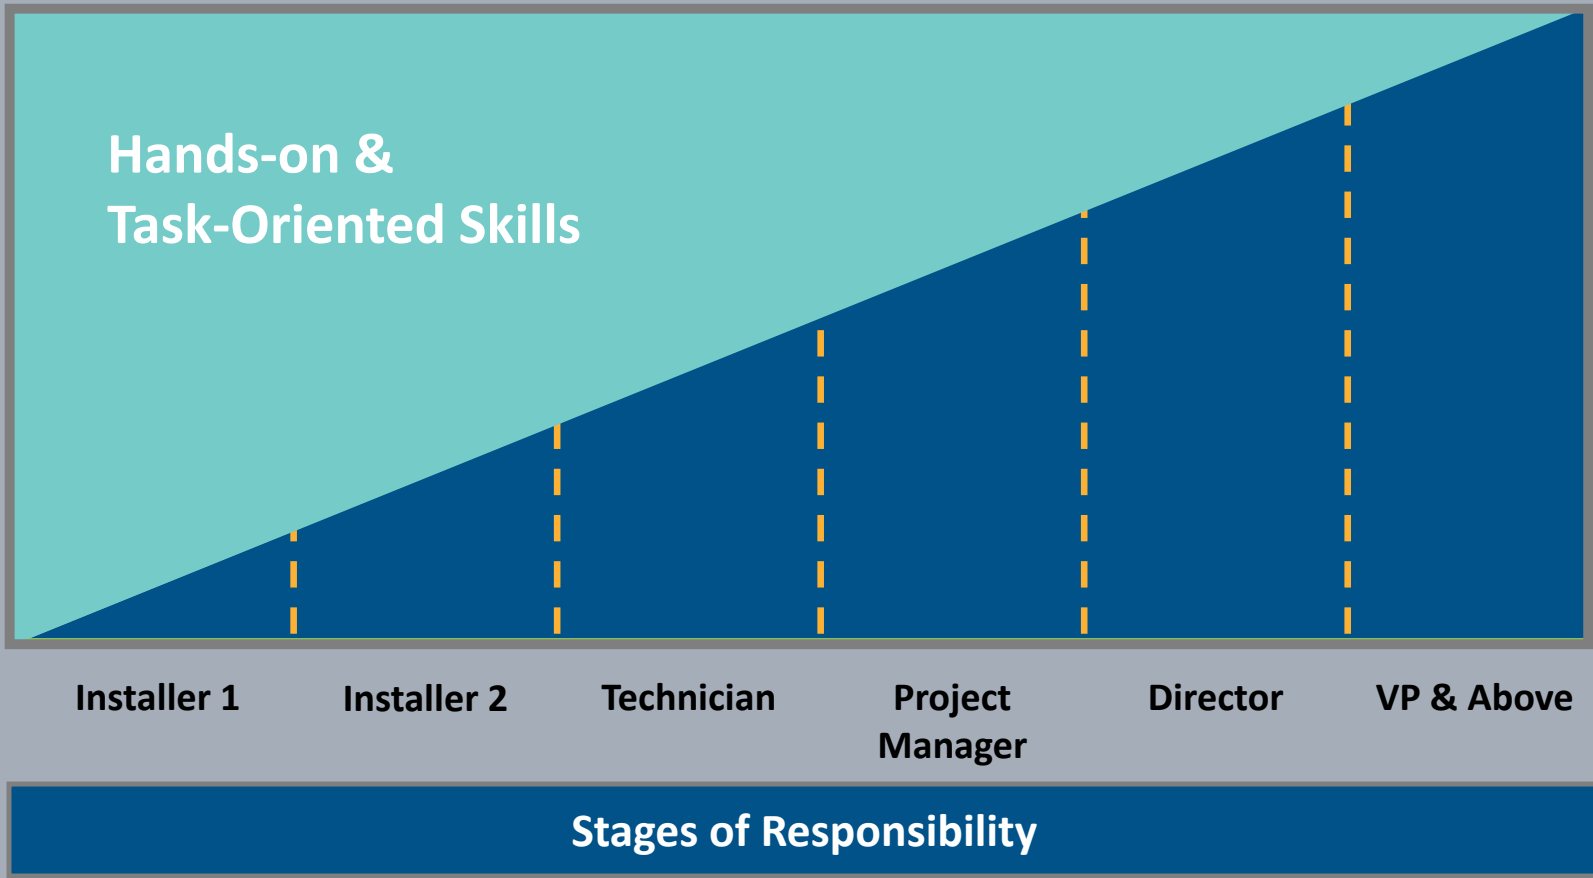 Hands-on &
Task-Oriented Skills
Installer 1
Installer 2
Technician
Project
Manager
Director
VP & Above
Stages of Responsibility